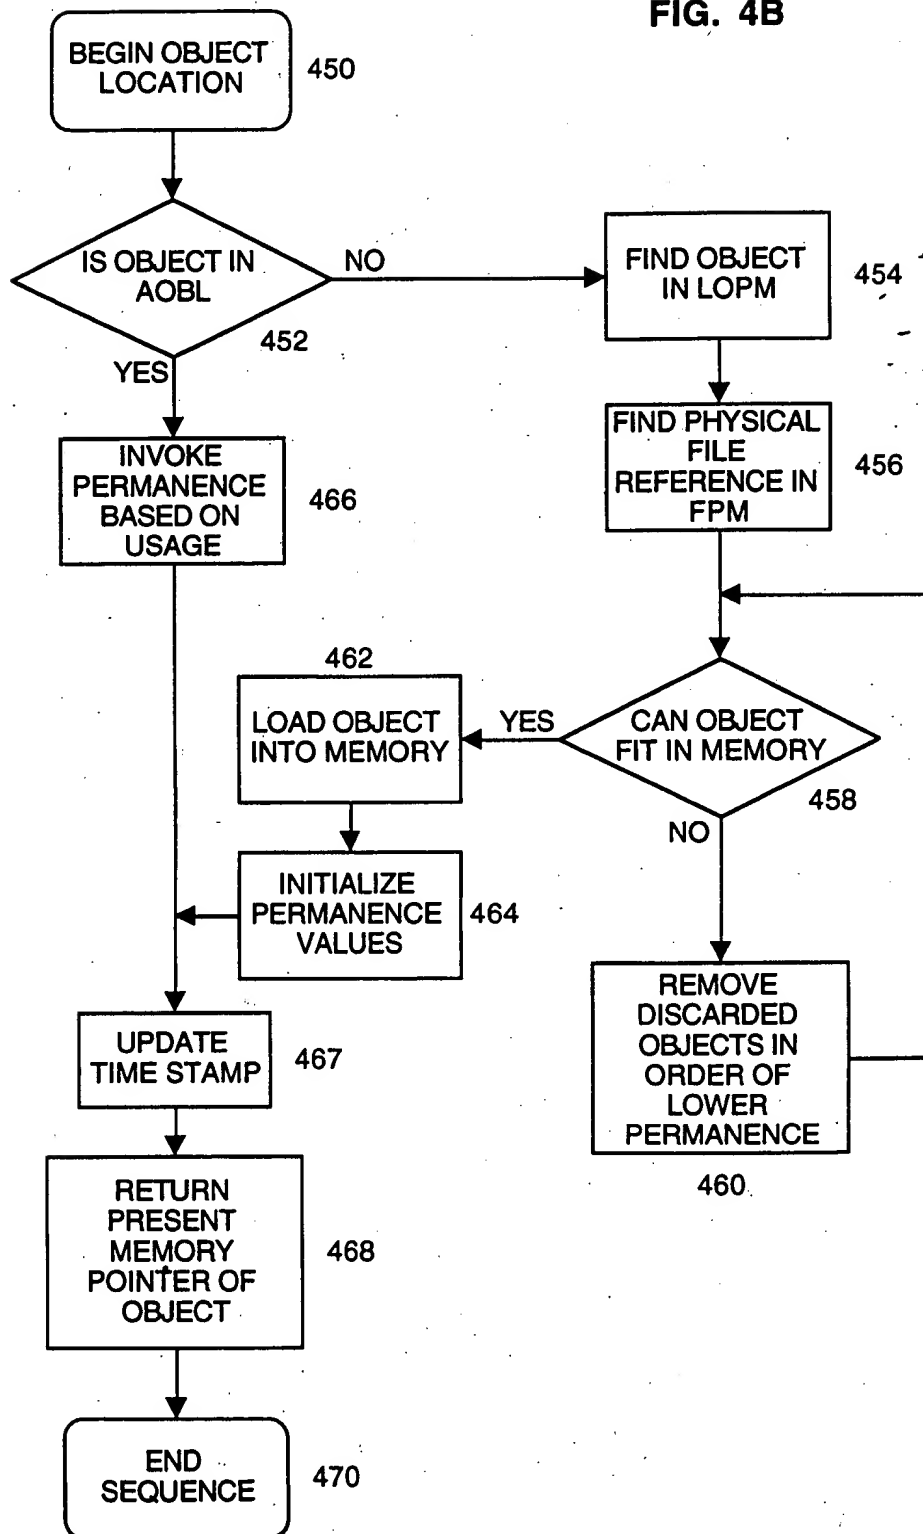 FIG. 4B
BEGIN OBJECT
LOCATION
450
IS OBJECT IN
AOBL
452
NO
YES
FIND OBJECT
IN LOPM
454
FIND PHYSICAL
FILE
REFERENCE IN
FPM
456
INVOKE
PERMANENCE
BASED ON
USAGE
466
CAN OBJECT
FIT IN MEMORY
458
YES
NO
462
LOAD OBJECT
INTO MEMORY
INITIALIZE
PERMANENCE
VALUES
464
REMOVE
DISCARDED
OBJECTS IN
ORDER OF
LOWER
PERMANENCE
460
UPDATE
TIME STAMP
467
RETURN
PRESENT
MEMORY
POINTER OF
OBJECT
468
END
SEQUENCE
470